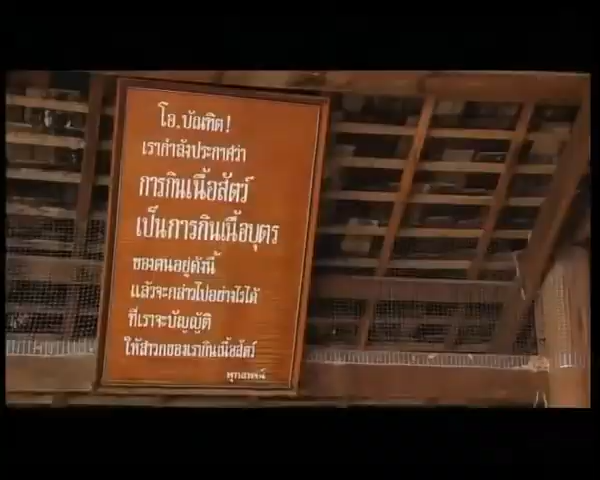 โอ.บัณฑิต!
เรากำลังประกาศว่า
การกินเนื้อสัตว์
เป็นการกินเนื้อบุตร
ของตนอยู่ดังนี้
แล้วจะกล่าวไปอย่างไรได้
ที่เราจะบัญญัติ
ให้สาวกของเรากินเนื้อสัตว์
พุทธพจน์